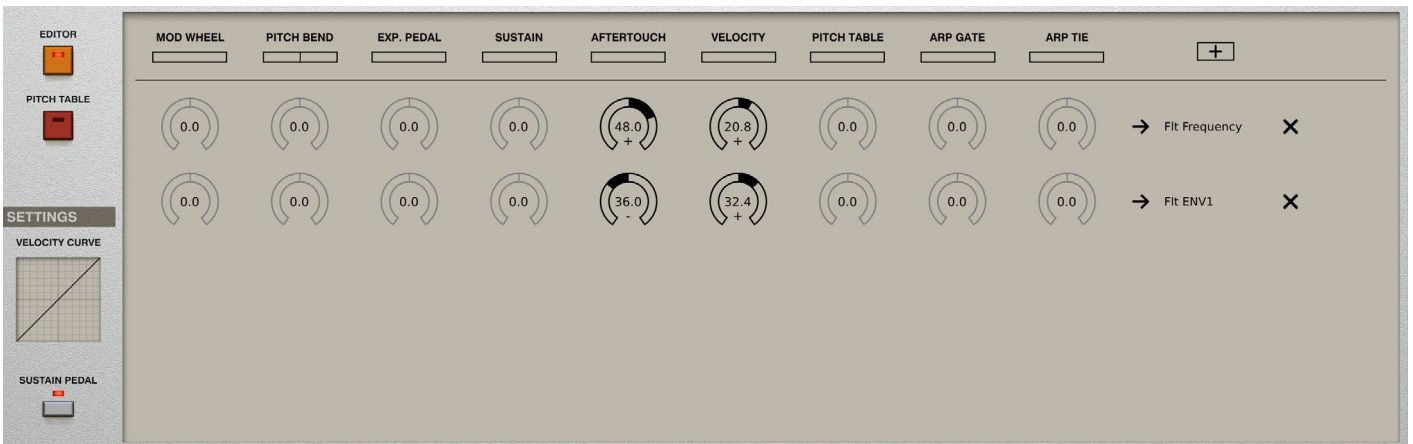 EDITOR
PITCH TABLE
SETTINGS
VELOCITY CURVE
SUSTAIN PEDAL
MOD WHEEL PITCH BEND EXP. PEDAL SUSTAIN AFTERTOUCH VELOCITY PITCH TABLE ARP GATE ARP TIE +
0.0 0.0 0.0 0.0 48.0 20.8 0.0 0.0 0.0 → Flt Frequency ✕
+ +
0.0 0.0 0.0 0.0 36.0 32.4 0.0 0.0 0.0 → Flt ENV1 ✕
- +